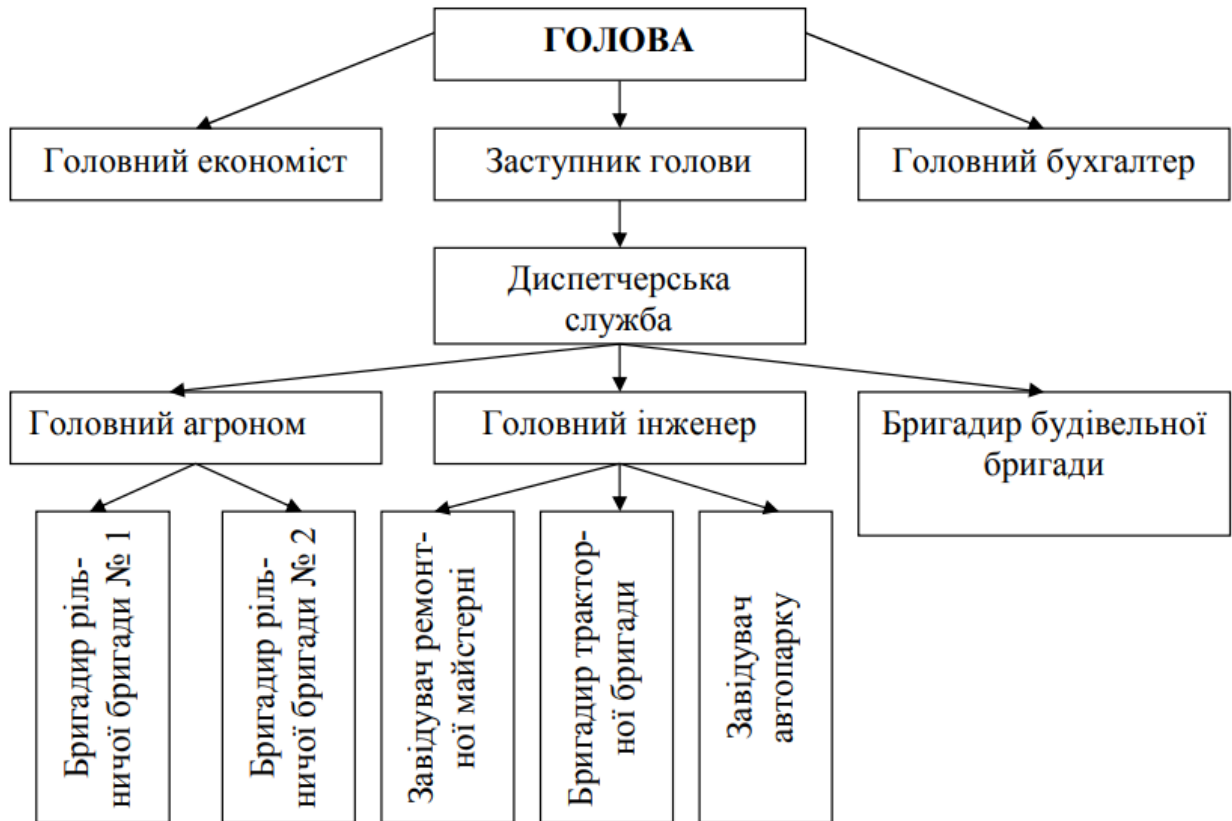 ГОЛОВА
Головний економіст
Заступник голови
Головний бухгалтер
Диспетчерська
служба
Головний агроном
Головний інженер
Бригадир будівельної
бригади
Бригадир ріль-
ничої бригади № 1
Бригадир ріль-
ничої бригади № 2
Завідувач ремонт-
ної майстерні
Бригадир трактор-
ної бригади
Завідувач
автопарку